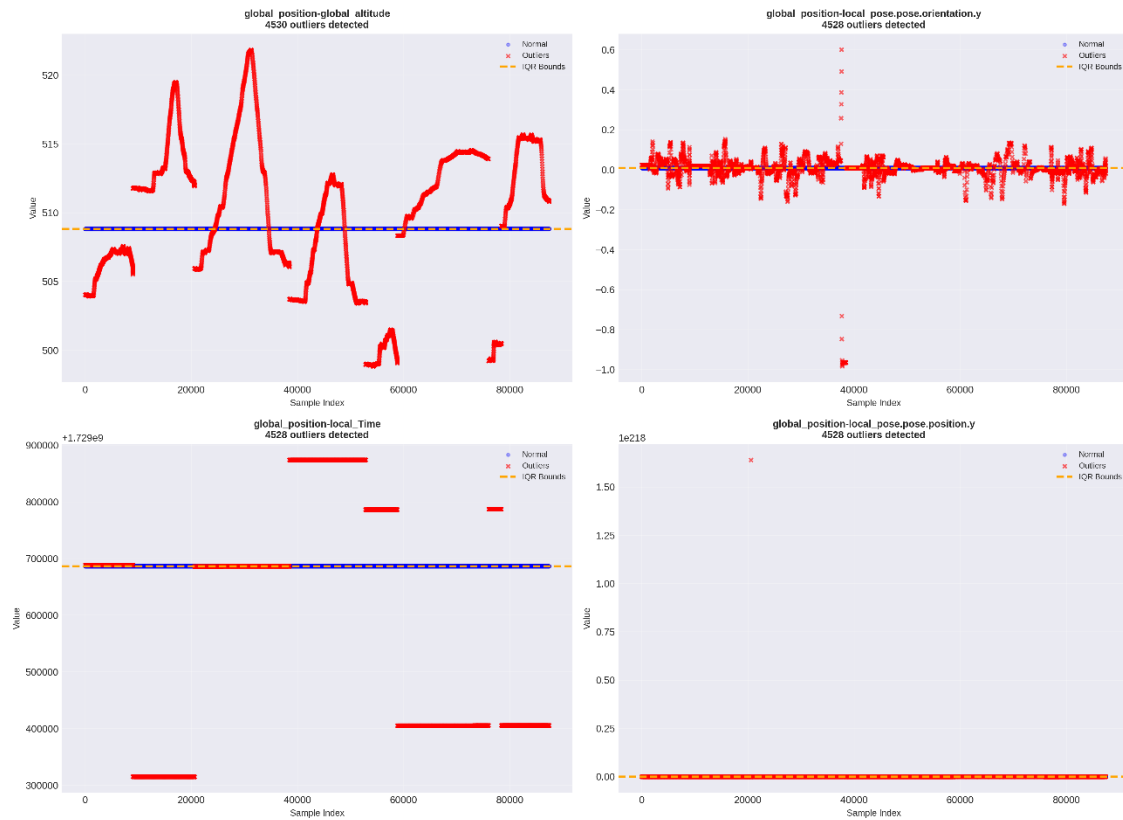 global_position-global_altitude
4530 outliers detected
Normal
Outliers
IQR Bounds
520
515
510
505
500
Value
0
20000
40000
60000
80000
Sample Index
global_position-local_pose.pose.orientation.y
4528 outliers detected
Normal
Outliers
IQR Bounds
0.6
0.4
0.2
0.0
−0.2
−0.4
−0.6
−0.8
−1.0
Value
0
20000
40000
60000
80000
Sample Index
global_position-local_Time
4528 outliers detected
+1.729e9
Normal
Outliers
IQR Bounds
900000
800000
700000
600000
500000
400000
300000
Value
0
20000
40000
60000
80000
Sample Index
global_position-local_pose.pose.position.y
4528 outliers detected
1e218
Normal
Outliers
IQR Bounds
1.50
1.25
1.00
0.75
0.50
0.25
0.00
Value
0
20000
40000
60000
80000
Sample Index